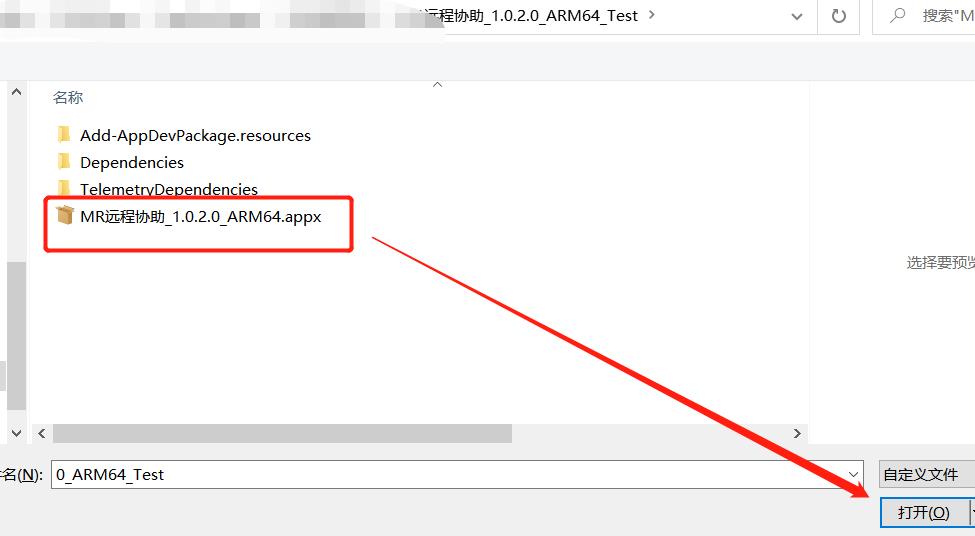 远程协助_1.0.2.0_ARM64_Test
搜索"M
名称
Add-AppDevPackage.resources
Dependencies
TelemetryDependencies
MR远程协助_1.0.2.0_ARM64.appx
选择要预览
名(N):
0_ARM64_Test
自定义文件
打开(O)